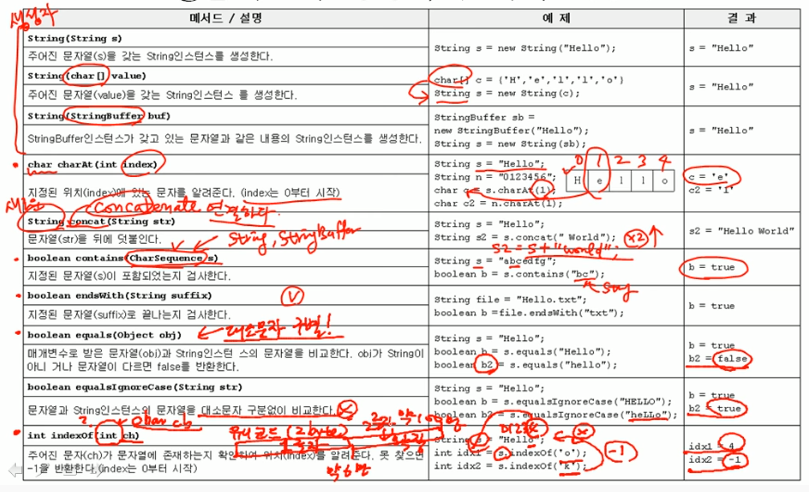 메서드 / 설명
예 제
결 과
생성자
String(String s)
주어진 문자열(s)을 갖는 String인스턴스를 생성한다.
String s = new String("Hello");
s = "Hello"
String(char[] value)
주어진 문자열(value)을 갖는 String인스턴스 를 생성한다.
char[] c = {'H','e','l','l','o'}
String s = new String(c);
s = "Hello"
String(StringBuffer buf)
StringBuffer인스턴스가 갖고 있는 문자열과 같은 내용의 String인스턴스를 생성한다.
StringBuffer sb =
new StringBuffer("Hello");
String s = new String(sb);
s = "Hello"
char charAt(int index)
지정된 위치(index)에 있는 문자를 알려준다. (index는 0부터 시작)
String s = "Hello";
String n = "0123456";
char c = s.charAt(1);
char c2 = n.charAt(1);
0 1 2 3 4
H e l l o
c = 'e'
c2 = '1'
concatenate 연결하다
String concat(String str)
문자열(str)을 뒤에 덧붙인다.
String, StringBuffer
String s = "Hello";
String s2 = s.concat(" World");
x2
s2 = s + "world";
s2 = "Hello World"
boolean contains(CharSequence s)
지정된 문자열(s)이 포함되었는지 검사한다.
String s = "abcedfg";
boolean b = s.contains("bc");
b = true
boolean endsWith(String suffix)
지정된 문자열(suffix)로 끝나는지 검사한다.
String file = "Hello.txt";
boolean b =file.endsWith("txt");
b = true
boolean equals(Object obj)
대소문자 구별!
매개변수로 받은 문자열(obj)과 String인스턴 스의 문자열을 비교한다. obj가 String이
아니 거나 문자열이 다르면 false를 반환한다.
String s = "Hello";
boolean b = s.equals("Hello");
boolean b2 = s.equals("hello");
b = true
b2 = false
boolean equalsIgnoreCase(String str)
문자열과 String인스턴스의 문자열을 대소문자 구분없이 비교한다.
String s = "Hello";
boolean b = s.equalsIgnoreCase("HELLO");
boolean b2 = s.equalsIgnoreCase("heLLo");
b = true
b2 = true
int indexOf(int ch)
char ch
유니코드 (2byte)
주어진 문자(ch)가 문자열에 존재하는지 확인하여 위치(index)를 알려준다. 못 찾으면
-1을 반환한다.(index는 0부터 시작)
String s = "Hello";
int idx1 = s.indexOf('o');
int idx2 = s.indexOf('k');
-1
idx1 = 4
idx2 = -1